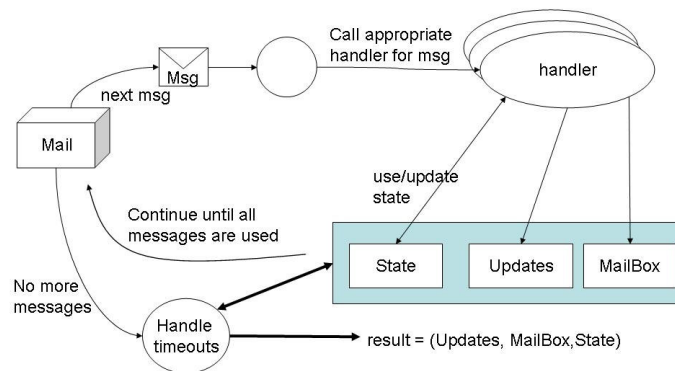 Call appropriate
handler for msg
Msg
handler
next msg
Mail
use/update
state
Continue until all
messages are used
State
Updates
MailBox
No more
messages
Handle
timeouts
result = (Updates, MailBox,State)